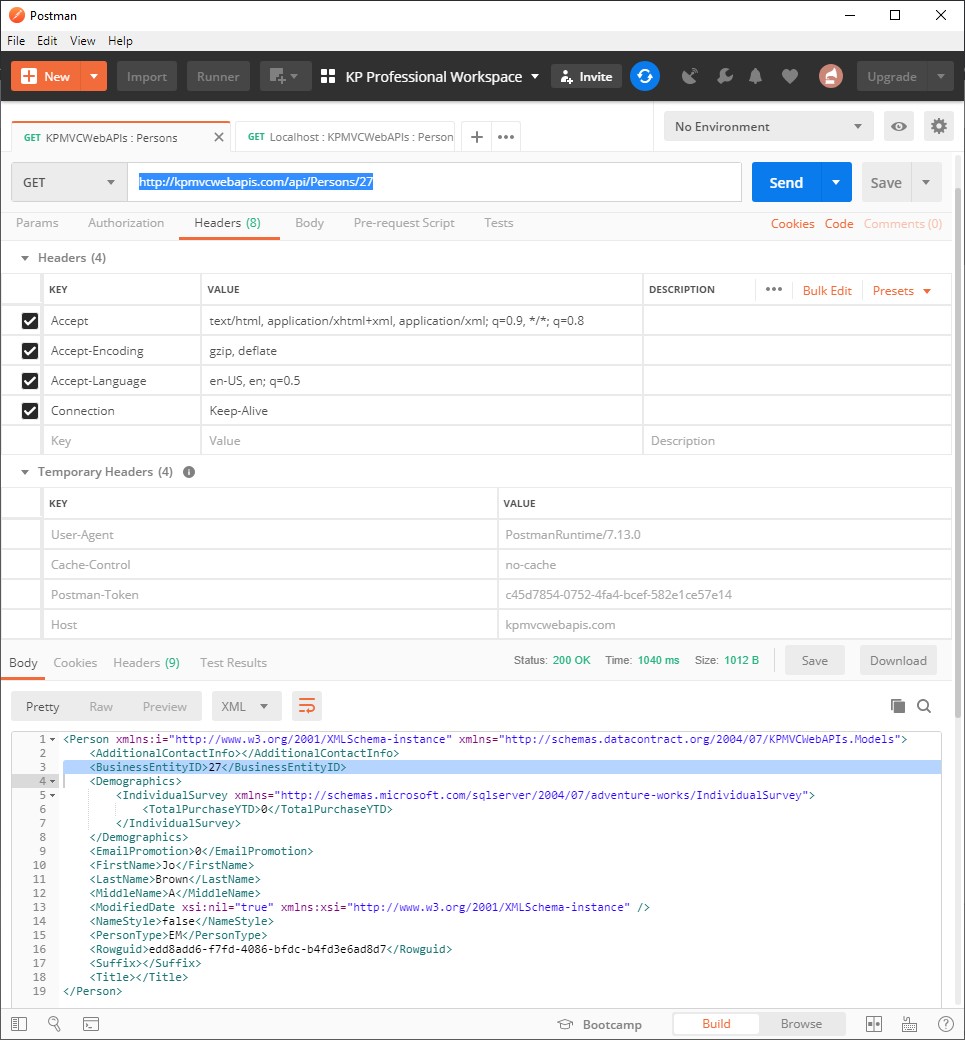 Postman
File Edit View Help
New Import Runner KP Professional Workspace Invite Upgrade
GET KPMVCWebAPIs : Persons GET Localhost : KPMVCWebAPIs : Person No Environment
GET http://kpmvcwebapis.com/api/Persons/27 Send Save
Params Authorization Headers (8) Body Pre-request Script Tests Cookies Code Comments (0)
Headers (4)
KEY VALUE DESCRIPTION Bulk Edit Presets
Accept text/html, application/xhtml+xml, application/xml; q=0.9, */*; q=0.8
Accept-Encoding gzip, deflate
Accept-Language en-US, en; q=0.5
Connection Keep-Alive
Key Value Description
Temporary Headers (4)
KEY VALUE
User-Agent PostmanRuntime/7.13.0
Cache-Control no-cache
Postman-Token c45d7854-0752-4fa4-bcef-582e1ce57e14
Host kpmvcwebapis.com
Body Cookies Headers (9) Test Results Status: 200 OK Time: 1040 ms Size: 1012 B Save Download
Pretty Raw Preview XML
1 <Person xmlns:i="http://www.w3.org/2001/XMLSchema-instance" xmlns="http://schemas.datacontract.org/2004/07/KPMVCWebAPIs.Models">
2 <AdditionalContactInfo></AdditionalContactInfo>
3 <BusinessEntityID>27</BusinessEntityID>
4 <Demographics>
5 <IndividualSurvey xmlns="http://schemas.microsoft.com/sqlserver/2004/07/adventure-works/IndividualSurvey">
6 <TotalPurchaseYTD>0</TotalPurchaseYTD>
7 </IndividualSurvey>
8 </Demographics>
9 <EmailPromotion>0</EmailPromotion>
10 <FirstName>Jo</FirstName>
11 <LastName>Brown</LastName>
12 <MiddleName>A</MiddleName>
13 <ModifiedDate xsi:nil="true" xmlns:xsi="http://www.w3.org/2001/XMLSchema-instance" />
14 <NameStyle>false</NameStyle>
15 <PersonType>EM</PersonType>
16 <Rowguid>edd8add6-f7fd-4086-bfdc-b4fd3e6ad8d7</Rowguid>
17 <Suffix></Suffix>
18 <Title></Title>
19 </Person>
Bootcamp Build Browse